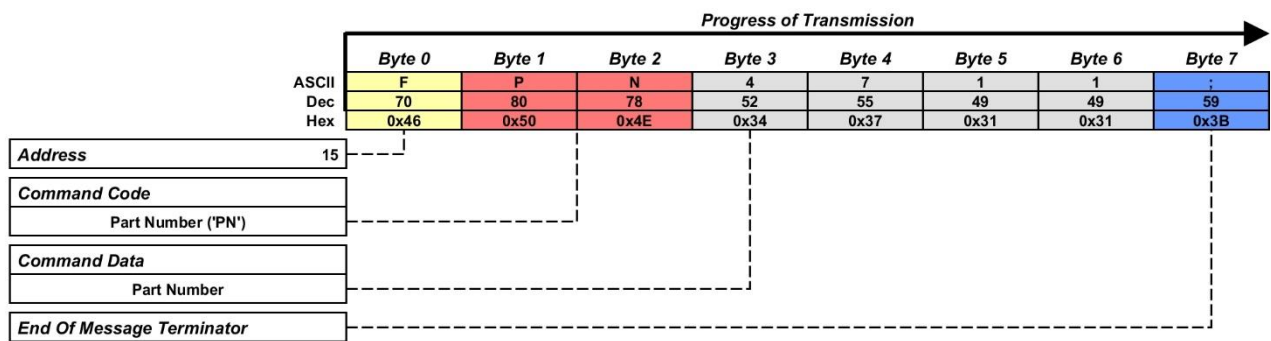 Progress of Transmission
Byte 0 Byte 1 Byte 2 Byte 3 Byte 4 Byte 5 Byte 6 Byte 7
ASCII F P N 4 7 1 1 ;
Dec 70 80 78 52 55 49 49 59
Hex 0x46 0x50 0x4E 0x34 0x37 0x31 0x31 0x3B
Address 15
Command Code
Part Number ('PN')
Command Data
Part Number
End Of Message Terminator